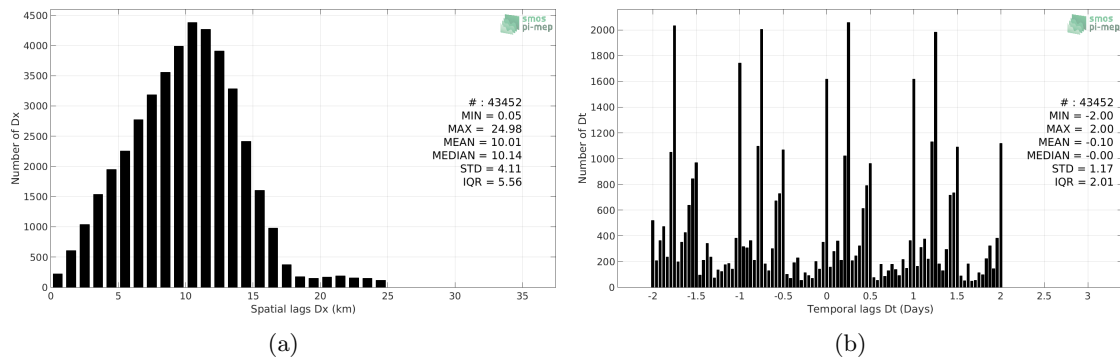 4500
4000
3500
3000
2500
2000
1500
1000
500
0
Number of Dx
smos
pi-mep
# : 43452
MIN = 0.05
MAX = 24.98
MEAN = 10.01
MEDIAN = 10.14
STD = 4.11
IQR = 5.56
0 5 10 15 20 25 30 35
Spatial lags Dx (km)
(a)
2000
1800
1600
1400
1200
1000
800
600
400
200
0
Number of Dt
smos
pi-mep
# : 43452
MIN = -2.00
MAX = 2.00
MEAN = -0.10
MEDIAN = -0.00
STD = 1.17
IQR = 2.01
-2 -1.5 -1 -0.5 0 0.5 1 1.5 2 2.5 3
Temporal lags Dt (Days)
(b)